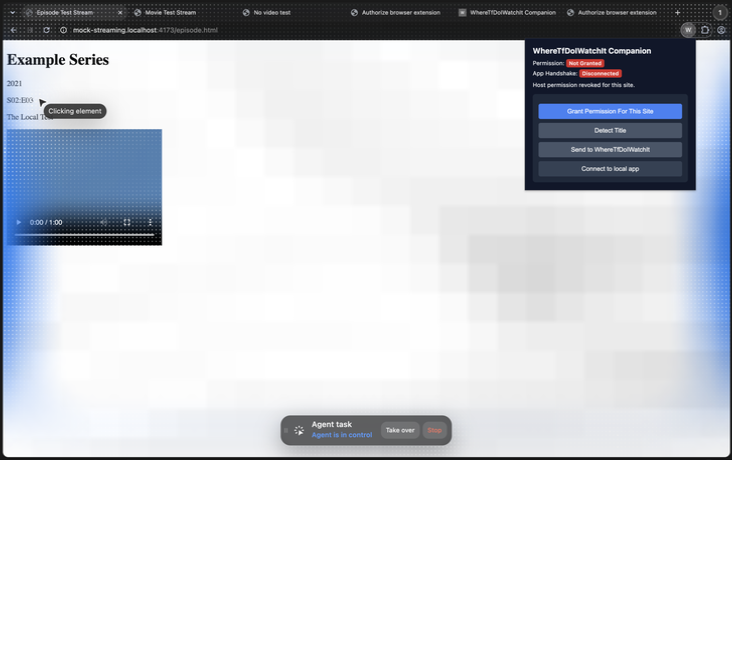 Episode Test Stream
Movie Test Stream
No video test
Authorize browser extension
WhereTfDoIWatchIt Companion
Authorize browser extension
1
mock-streaming.localhost:4173/episode.html
W
Example Series
2021
S02:E03
Clicking element
The Local
0:00 / 1:00
WhereTfDoIWatchIt Companion
Permission: Not Granted
App Handshake: Disconnected
Host permission revoked for this site.
Grant Permission For This Site
Detect Title
Send to WhereTfDoIWatchIt
Connect to local app
Agent task
Agent is in control
Take over
Stop